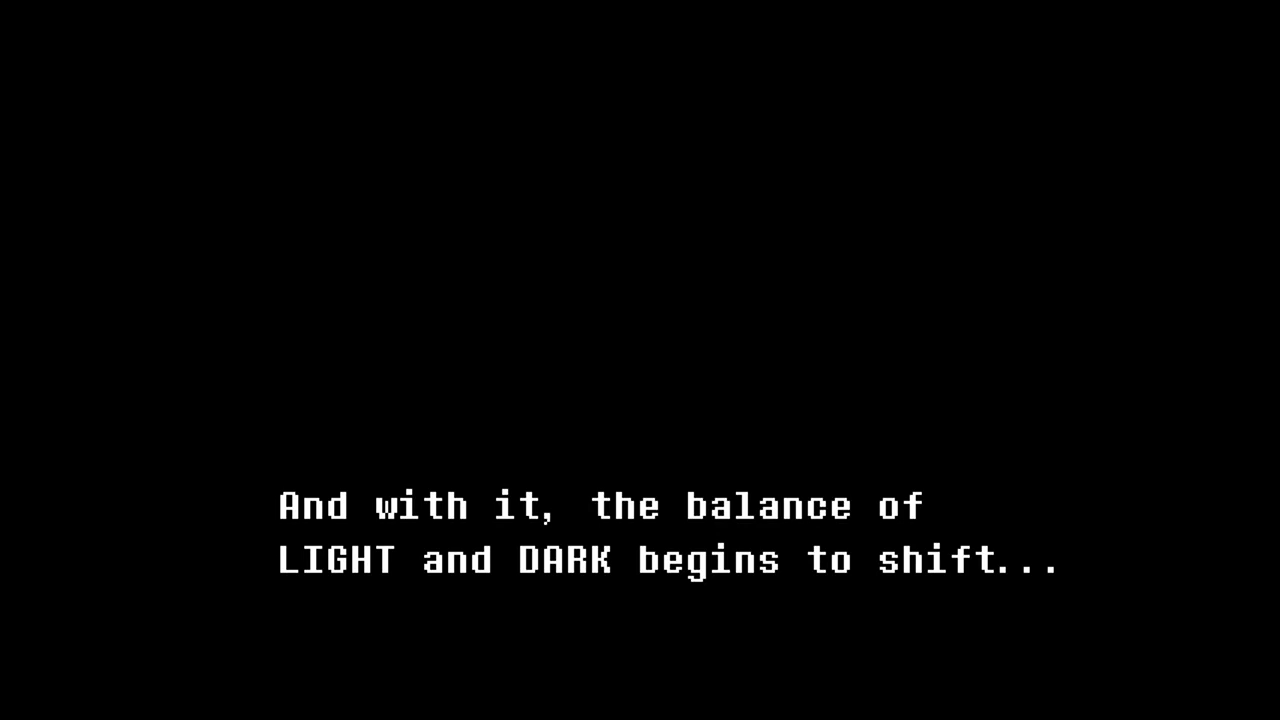 And with it, the balance of
LIGHT and DARK begins to shift...